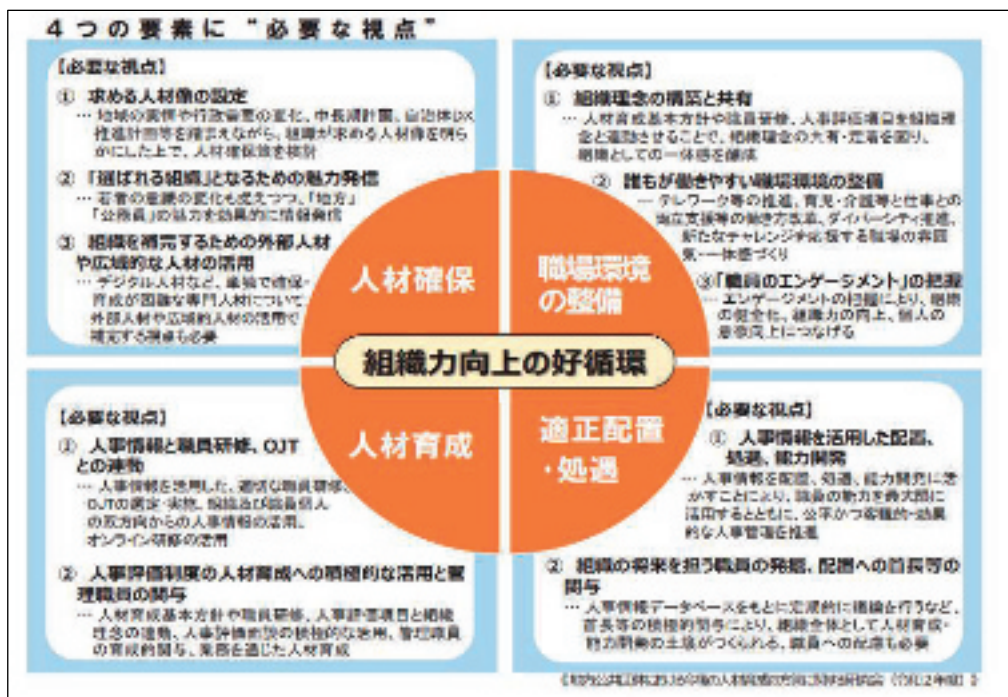 ４つの要素に“必要な視点”
【必要な視点】
① 求める人材像の設定
… 地域の実情や行政需要の変化、中長期計画、自治体DX
推進計画等を踏まえながら、組織が求める人材像を明ら
かにした上で、人材確保策を検討
② 「選ばれる組織」となるための魅力発信
… 若者の意識の変化も捉えつつ、「地方」
「公務員」の魅力を効果的に情報発信
③ 組織を補完するための外部人材
や広域的な人材の活用
… デジタル人材など、単独で確保・
育成が困難な専門人材について、
外部人材や広域的人材の活用で
補完する視点も必要
人材確保
【必要な視点】
① 組織理念の構築と共有
… 人材育成基本方針や職員研修、人事評価項目を組織理
念と連動させることで、組織理念の共有・定着を図り、
組織としての一体感を醸成
② 誰もが働きやすい職場環境の整備
… テレワーク等の推進、育児・介護等と仕事との
両立支援等の働き方改革、ダイバーシティ推進、
新たなチャレンジを応援する職場の雰囲
気・一体感づくり
③「職員のエンゲージメント」の把握
… エンゲージメントの把握により、組織
の健全化、組織力の向上、個人の
意欲向上につなげる
職場環境
の整備
組織力向上の好循環
【必要な視点】
① 人事情報と職員研修、OJT
との連動
… 人事情報を活用した、適切な職員研修、
OJTの選定・実施、組織及び職員個人
の双方向からの人事情報の活用、
オンライン研修の活用
② 人事評価制度の人材育成への積極的な活用と管
理職員の関与
… 人材育成基本方針や職員研修、人事評価項目と組織
理念の連動、人事評価面談の積極的な活用、管理職員
の育成的関与、業務を通じた人材育成
人材育成
【必要な視点】
① 人事情報を活用した配置、
処遇、能力開発
… 人事情報を配置、処遇、能力開発に活
かすことにより、職員の能力を最大限に
活用するとともに、公平かつ客観的・効果
的な人事管理を推進
② 組織の将来を担う職員の発掘、配置への首長等の
関与
… 人事情報データベースをもとに定期的に議論を行うなど、
首長等の積極的関与により、組織全体として人材育成・
能力開発の土壌がつくられる、職員への配慮も必要
適正配置
・処遇